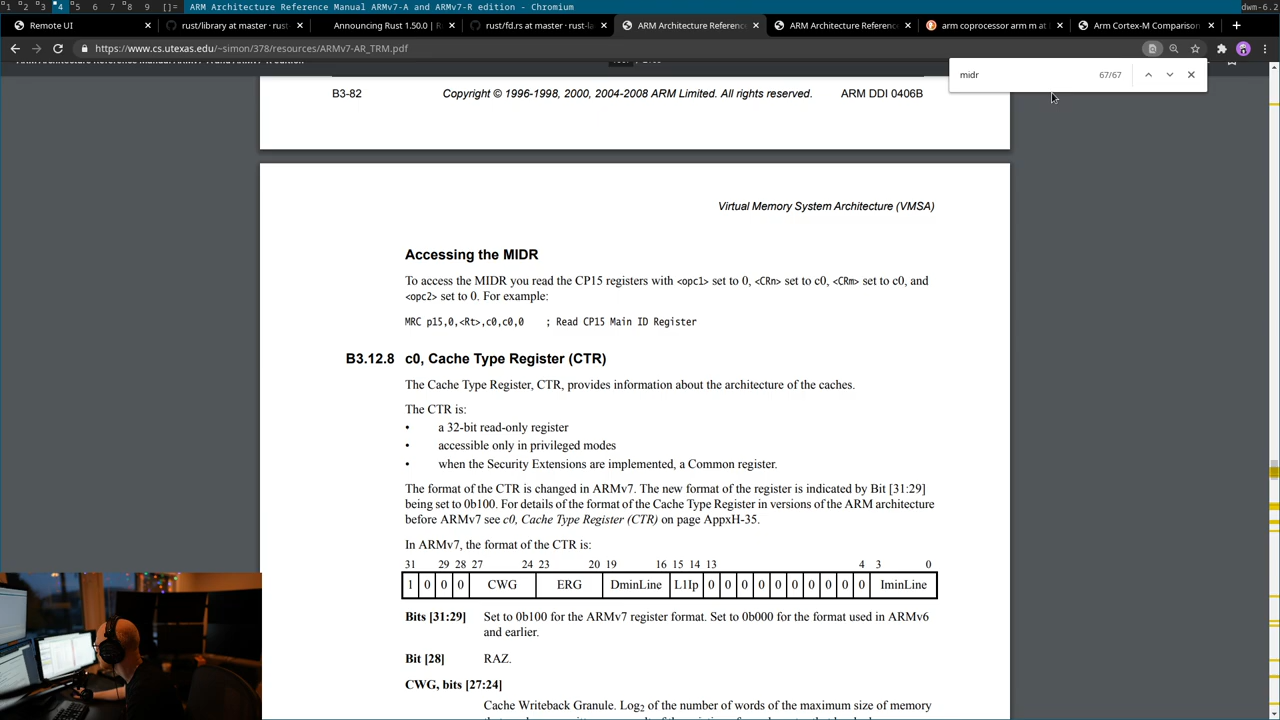 1 2 3 4 5 6 7 8 9 []= ARM Architecture Reference Manual ARMv7-A and ARMv7-R edition - Chromium dwm-6.2
Remote UI
rust/library at master · rust-l
Announcing Rust 1.50.0 | R
rust/fd.rs at master · rust-la
ARM Architecture Reference
ARM Architecture Referenc
arm coprocessor arm m at
Arm Cortex-M Comparison
https://www.cs.utexas.edu/~simon/378/resources/ARMv7-AR_TRM.pdf
midr 67/67
B3-82 Copyright © 1996-1998, 2000, 2004-2008 ARM Limited. All rights reserved. ARM DDI 0406B
Virtual Memory System Architecture (VMSA)
Accessing the MIDR
To access the MIDR you read the CP15 registers with <opc1> set to 0, <CRn> set to c0, <CRm> set to c0, and
<opc2> set to 0. For example:
MRC p15,0,<Rt>,c0,c0,0 ; Read CP15 Main ID Register
B3.12.8 c0, Cache Type Register (CTR)
The Cache Type Register, CTR, provides information about the architecture of the caches.
The CTR is:
• a 32-bit read-only register
• accessible only in privileged modes
• when the Security Extensions are implemented, a Common register.
The format of the CTR is changed in ARMv7. The new format of the register is indicated by Bit [31:29]
being set to 0b100. For details of the format of the Cache Type Register in versions of the ARM architecture
before ARMv7 see c0, Cache Type Register (CTR) on page AppxH-35.
In ARMv7, the format of the CTR is:
31 29 28 27 24 23 20 19 16 15 14 13 4 3 0
1 0 0 0 CWG ERG DminLine L1Ip 0 0 0 0 0 0 0 0 0 0 IminLine
Bits [31:29] Set to 0b100 for the ARMv7 register format. Set to 0b000 for the format used in ARMv6
and earlier.
Bit [28] RAZ.
CWG, bits [27:24]
Cache Writeback Granule. Log2 of the number of words of the maximum size of memory